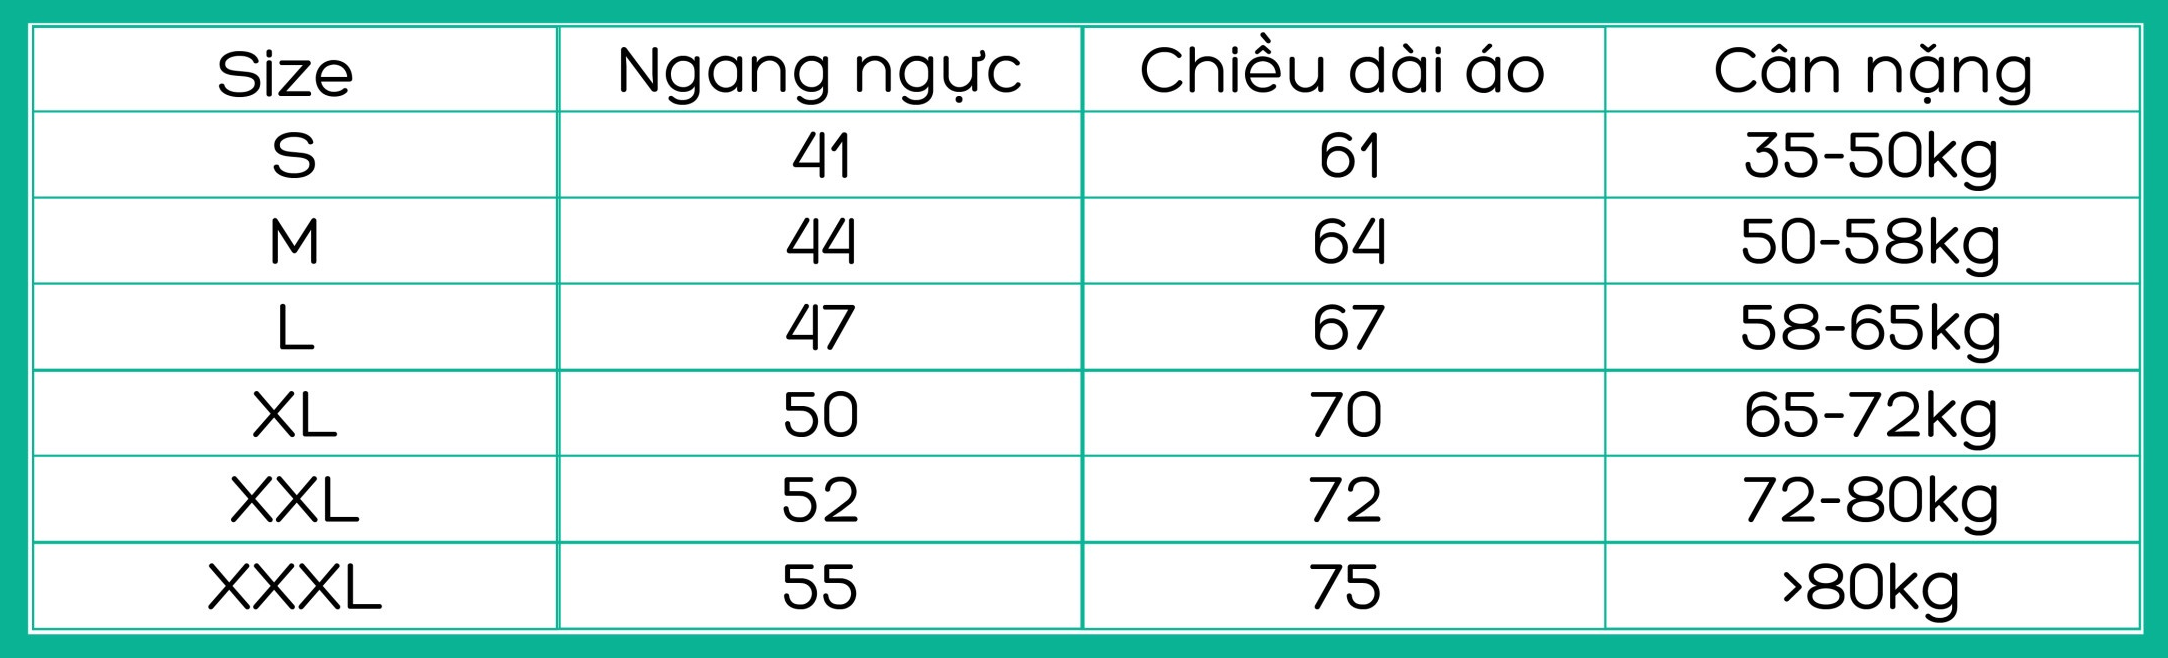 Size Ngang ngực Chiều dài áo Cân nặng
S 41 61 35-50kg
M 44 64 50-58kg
L 47 67 58-65kg
XL 50 70 65-72kg
XXL 52 72 72-80kg
XXXL 55 75 >80kg